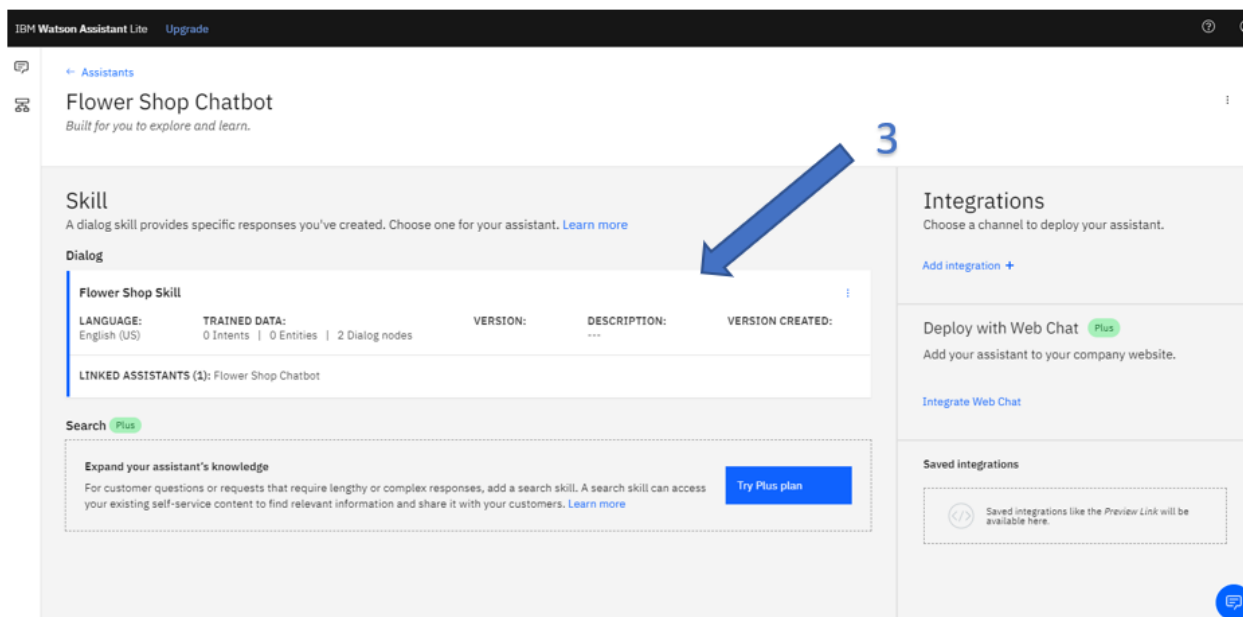 IBM Watson Assistant Lite Upgrade
← Assistants
Flower Shop Chatbot
Built for you to explore and learn.
3
Skill
A dialog skill provides specific responses you've created. Choose one for your assistant. Learn more
Dialog
Flower Shop Skill
LANGUAGE: TRAINED DATA: VERSION: DESCRIPTION: VERSION CREATED:
English (US) 0 Intents | 0 Entities | 2 Dialog nodes ---
LINKED ASSISTANTS (1): Flower Shop Chatbot
Search Plus
Expand your assistant's knowledge
For customer questions or requests that require lengthy or complex responses, add a search skill. A search skill can access
your existing self-service content to find relevant information and share it with your customers. Learn more
Try Plus plan
Integrations
Choose a channel to deploy your assistant.
Add integration +
Deploy with Web Chat Plus
Add your assistant to your company website.
Integrate Web Chat
Saved integrations
Saved integrations like the Preview Link will be
available here.